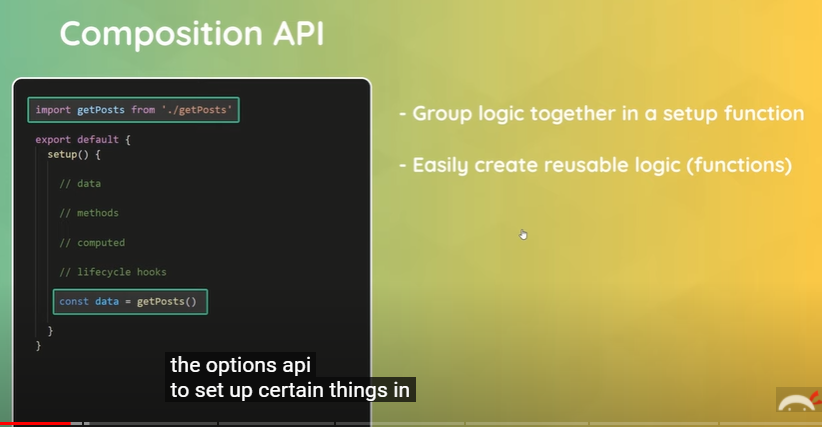 Composition API
import getPosts from './getPosts'
export default {
setup() {
// data
// methods
// computed
// lifecycle hooks
const data = getPosts()
}
}
- Group logic together in a setup function
- Easily create reusable logic (functions)
the options api
to set up certain things in